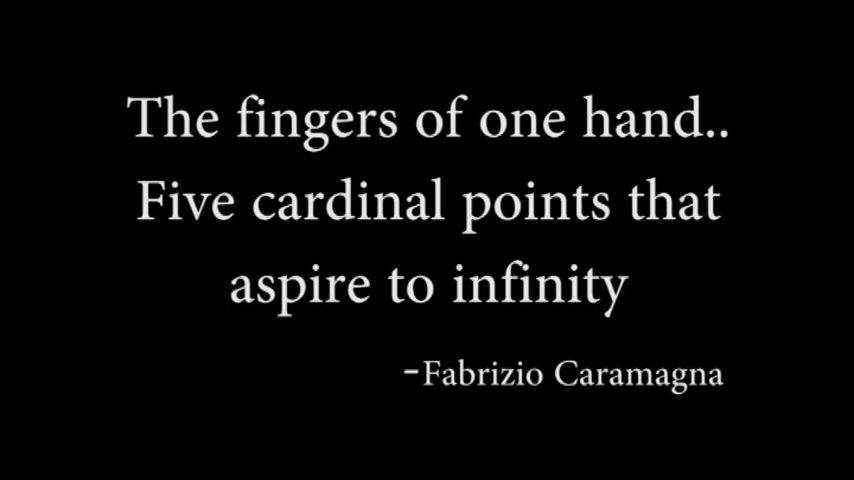 The fingers of one hand..
Five cardinal points that
aspire to infinity
-Fabrizio Caramagna